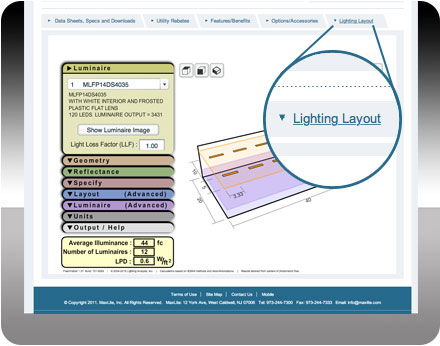 Data Sheets, Specs and Downloads
Utility Rebates
Features/Benefits
Options/Accessories
Lighting Layout
Luminaire
1 MLFP14DS4035
MLFP14DS4035
WITH WHITE INTERIOR AND FROSTED
PLASTIC FLAT LENS
120 LEDS. LUMINAIRE OUTPUT = 3431
Show Luminaire Image
Light Loss Factor (LLF) : 1.00
Geometry
Reflectance
Specify
Layout (Advanced)
Luminaire (Advanced)
Units
Output / Help
Average Illuminance : 44 fc
Number of Luminaires : 12
LPD : 0.6 W/ft²
Lighting Layout
10
5
3.33'
20
40
Terms of Use | Site Map | Contact Us | Mobile
© Copyright 2011. MaxLite, Inc. All Rights Reserved. MaxLite: 12 York Ave, West Caldwell, NJ 07006 Tel: 973-244-7300 Fax: 973-244-7333 Email: info@maxlite.com